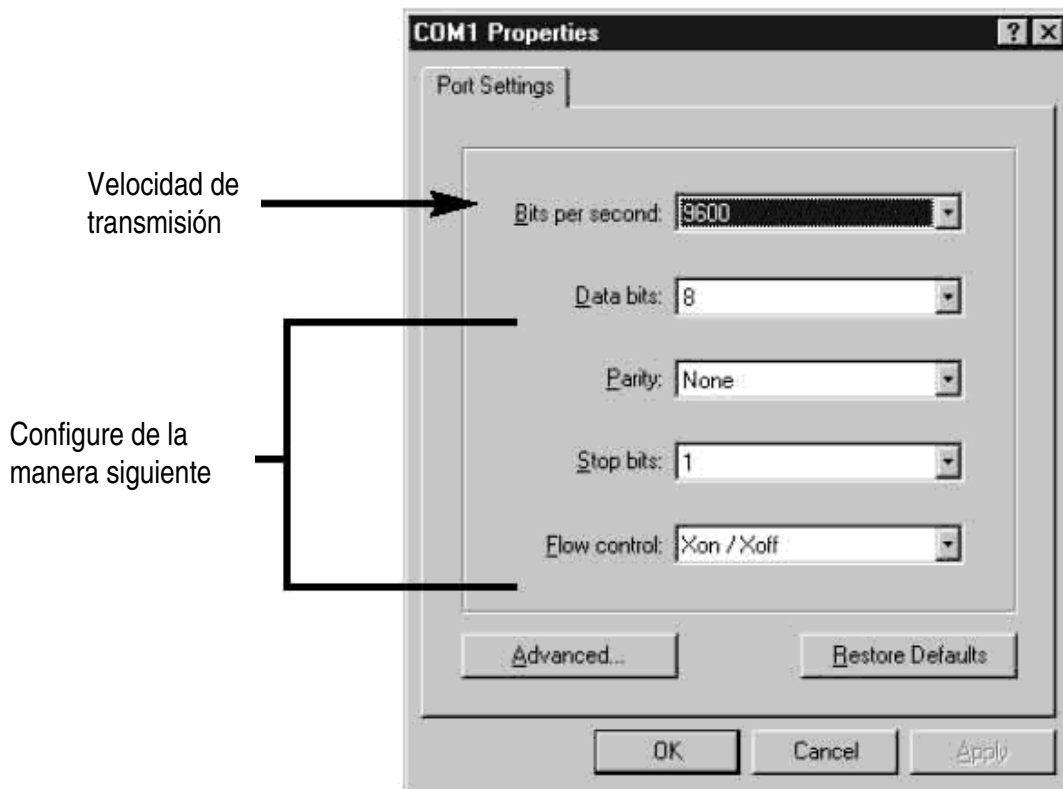 COM1 Properties
Port Settings
Velocidad de
transmisión
Bits per second: 9600
Data bits: 8
Parity: None
Configure de la
manera siguiente
Stop bits: 1
Flow control: Xon / Xoff
Advanced...
Restore Defaults
OK
Cancel
Apply